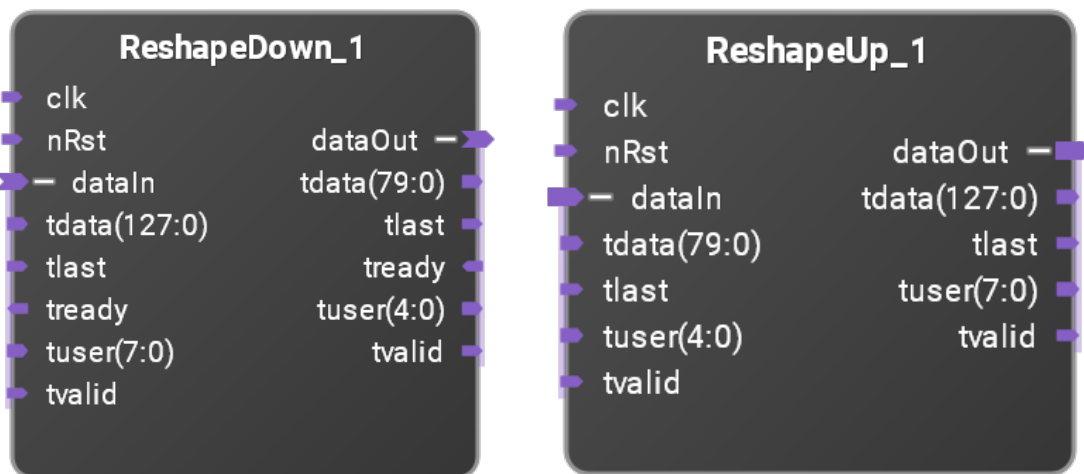 ReshapeDown_1
clk
nRst dataOut
dataIn tdata(79:0)
tdata(127:0) tlast
tlast tready
tready tuser(4:0)
tuser(7:0) tvalid
tvalid
ReshapeUp_1
clk
nRst dataOut
dataIn tdata(127:0)
tdata(79:0) tlast
tlast tuser(7:0)
tuser(4:0) tvalid
tvalid